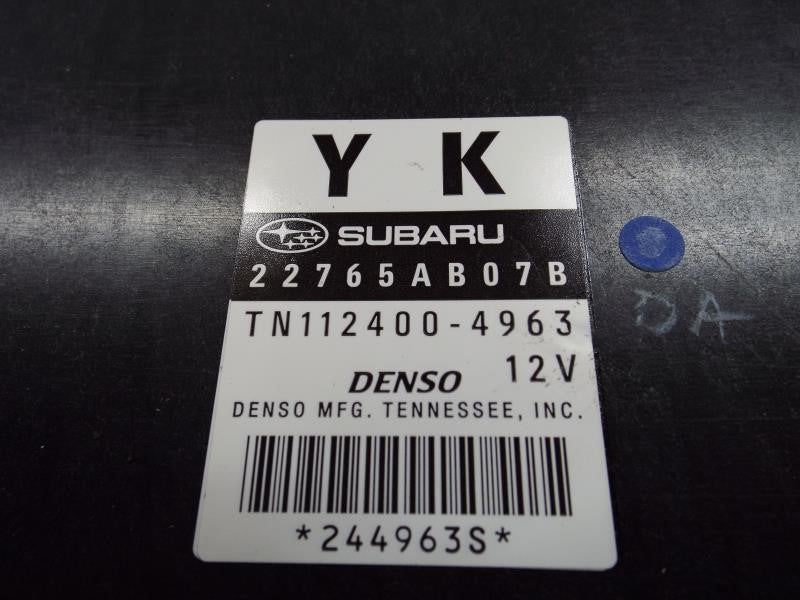 Y K
SUBARU
22765AB07B
TN112400-4963
12V
DENSO
DENSO MFG. TENNESSEE, INC.
*244963S*
DA